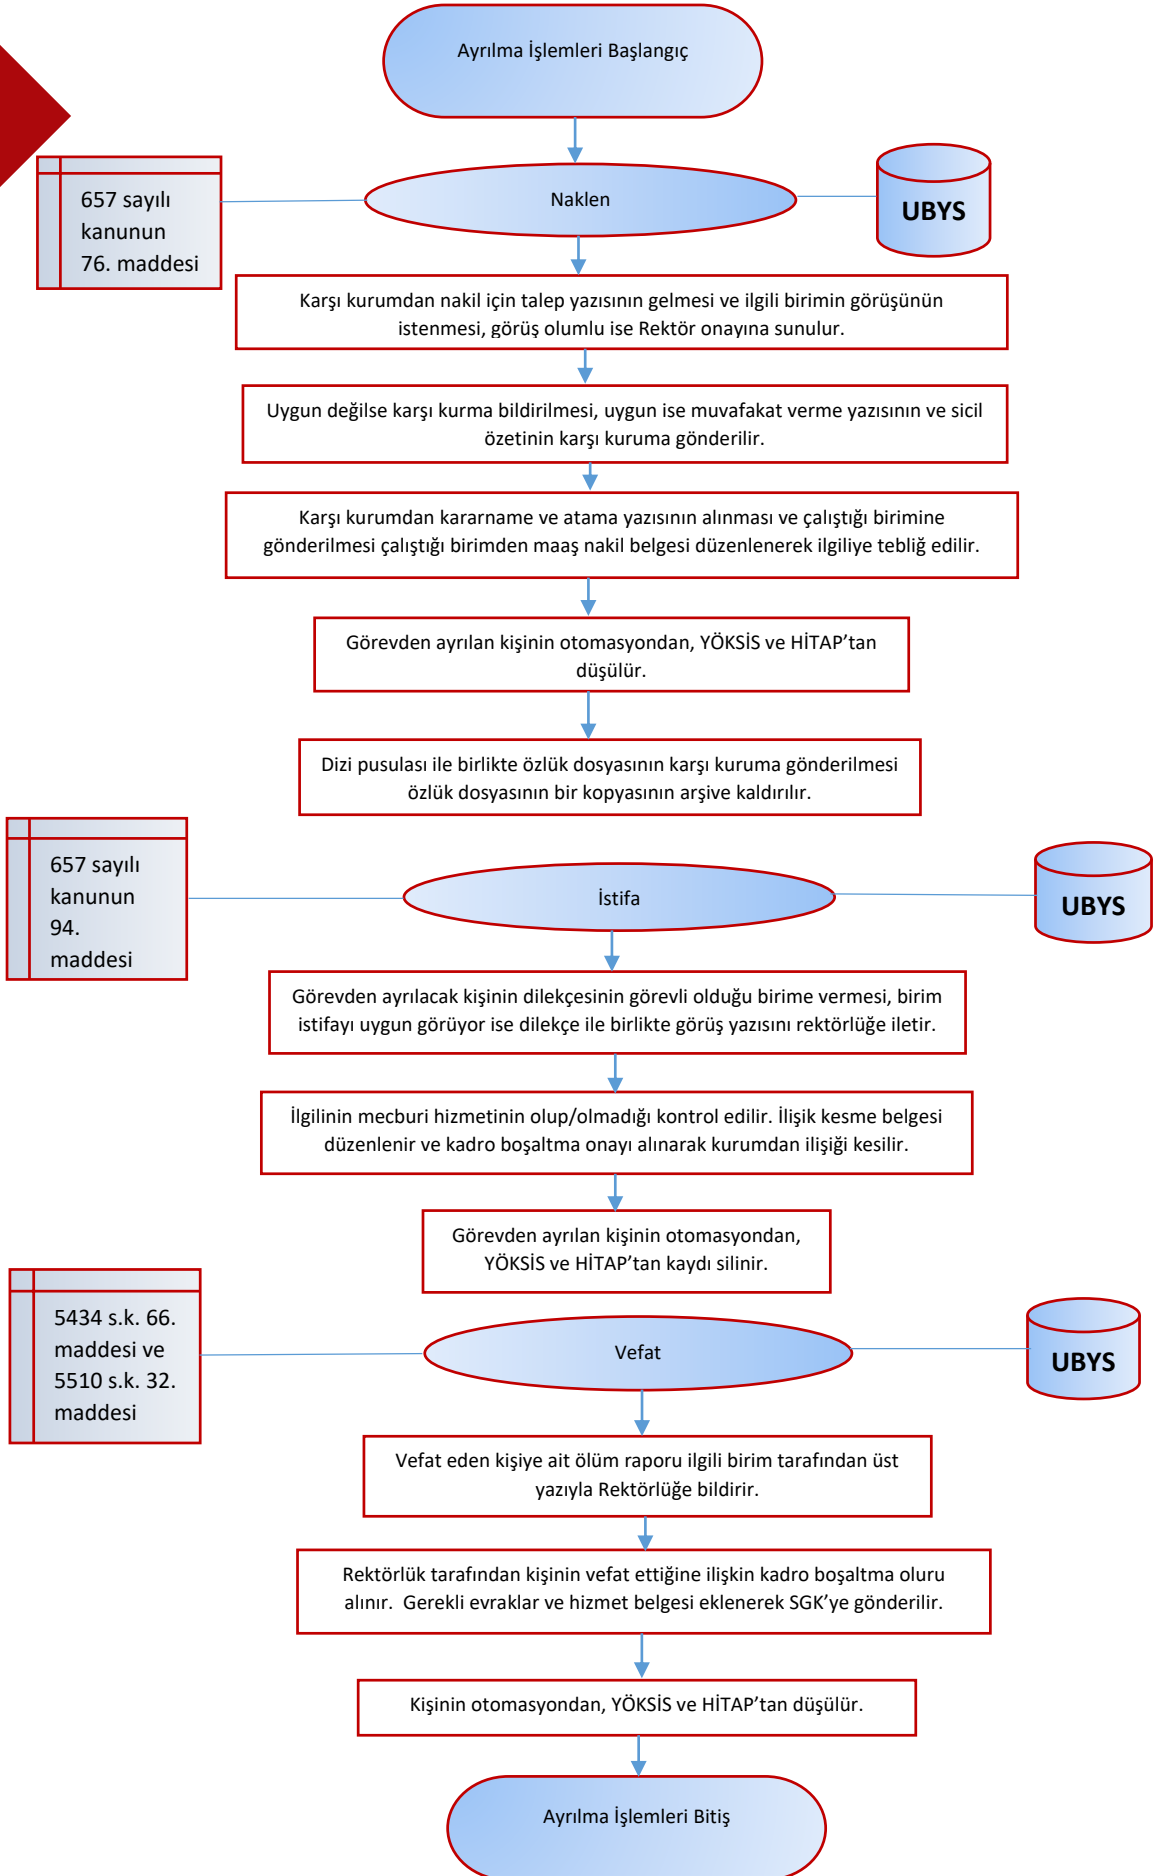 Ayrılma İşlemleri Başlangıç
657 sayılı
kanunun
76. maddesi
Naklen
UBYS
Karşı kurumdan nakil için talep yazısının gelmesi ve ilgili birimin görüşünün
istenmesi, görüş olumlu ise Rektör onayına sunulur.
Uygun değilse karşı kurma bildirilmesi, uygun ise muvafakat verme yazısının ve sicil
özetinin karşı kuruma gönderilir.
Karşı kurumdan kararname ve atama yazısının alınması ve çalıştığı birimine
gönderilmesi çalıştığı birimden maaş nakil belgesi düzenlenerek ilgiliye tebliğ edilir.
Görevden ayrılan kişinin otomasyondan, YÖKSİS ve HİTAP’tan
düşülür.
Dizi pusulası ile birlikte özlük dosyasının karşı kuruma gönderilmesi
özlük dosyasının bir kopyasının arşive kaldırılır.
657 sayılı
kanunun
94.
maddesi
İstifa
UBYS
Görevden ayrılacak kişinin dilekçesinin görevli olduğu birime vermesi, birim
istifayı uygun görüyor ise dilekçe ile birlikte görüş yazısını rektörlüğe iletir.
İlgilinin mecburi hizmetinin olup/olmadığı kontrol edilir. İlişik kesme belgesi
düzenlenir ve kadro boşaltma onayı alınarak kurumdan ilişiği kesilir.
Görevden ayrılan kişinin otomasyondan,
YÖKSİS ve HİTAP’tan kaydı silinir.
5434 s.k. 66.
maddesi ve
5510 s.k. 32.
maddesi
Vefat
UBYS
Vefat eden kişiye ait ölüm raporu ilgili birim tarafından üst
yazıyla Rektörlüğe bildirir.
Rektörlük tarafından kişinin vefat ettiğine ilişkin kadro boşaltma oluru
alınır.  Gerekli evraklar ve hizmet belgesi eklenerek SGK’ye gönderilir.
Kişinin otomasyondan, YÖKSİS ve HİTAP’tan düşülür.
Ayrılma İşlemleri Bitiş